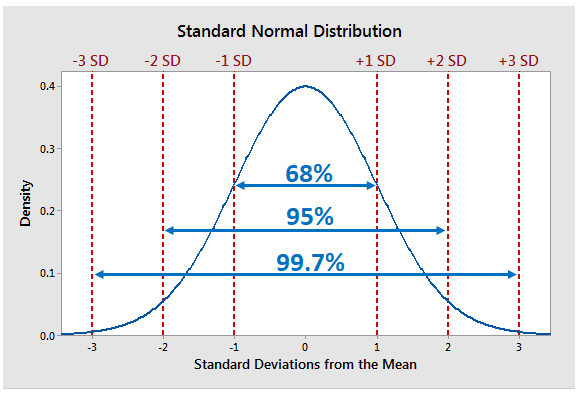 Standard Normal Distribution
-3 SD -2 SD -1 SD +1 SD +2 SD +3 SD
0.4
0.3
68%
0.2
95%
99.7%
0.1
0.0
Density
-3 -2 -1 0 1 2 3
Standard Deviations from the Mean